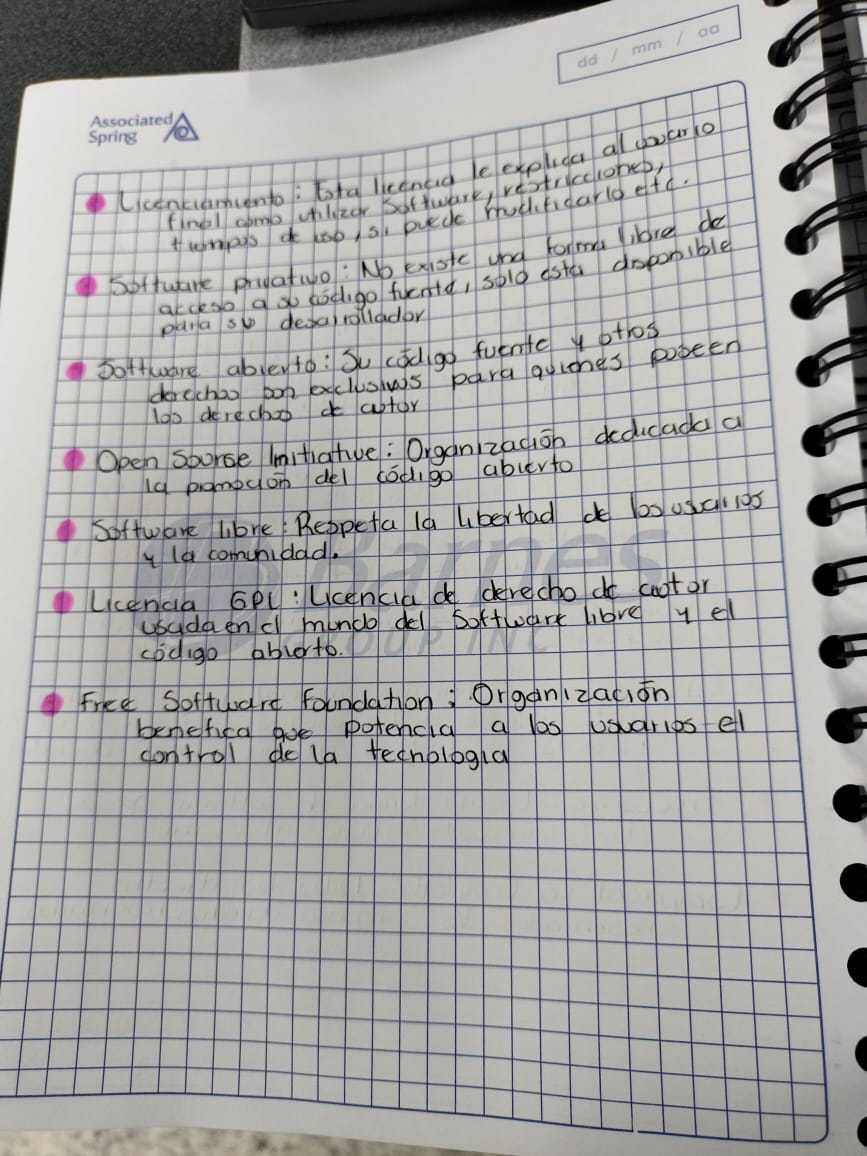 dd / mm / aa
Associated
Spring
Licenciamiento: Esta licencia le explica al usuario
final como utilizar Software, restricciones,
tiempos de uso, si puede modificarlo etc.
Software privativo: No existe una forma libre de
acceso a su código fuente, solo esta disponible
para su desarrollador
Software abierto: Su código fuente y otros
derechos son exclusivos para quienes poseen
los derechos de autor
Open Sourse Initiative: Organización dedicada a
la promoción del código abierto
Software libre: Respeta la libertad de los usuarios
y la comunidad.
Licencia GPL: Licencia de derecho de autor
usada en el mundo del Software libre y el
código abierto.
Free Software Foundation: Organización
benefica que potencia a los usuarios el
control de la tecnologia
Barnes
GROUP INC